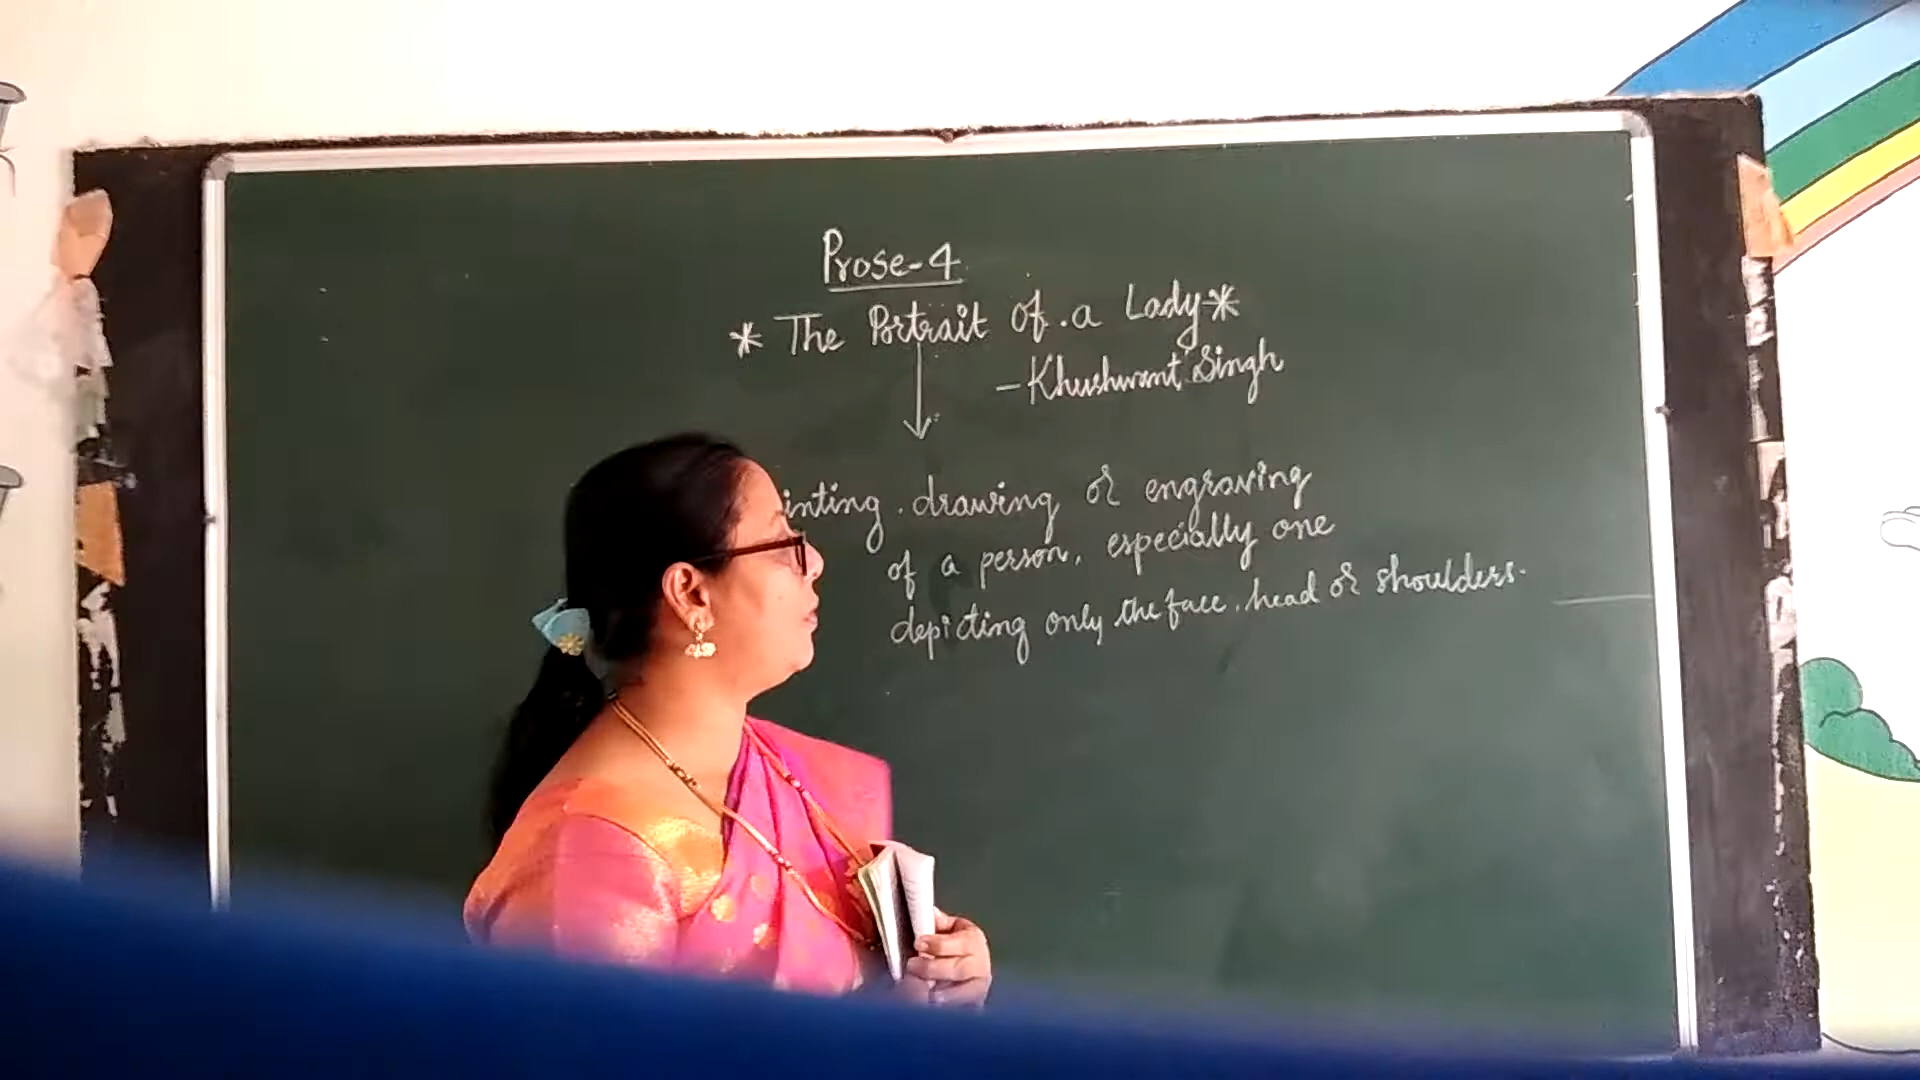 Prose-4
* The Portrait of a Lady *
- Khushwant Singh
inting, drawing or engraving
of a person, especially one
depicting only the face, head or shoulders.